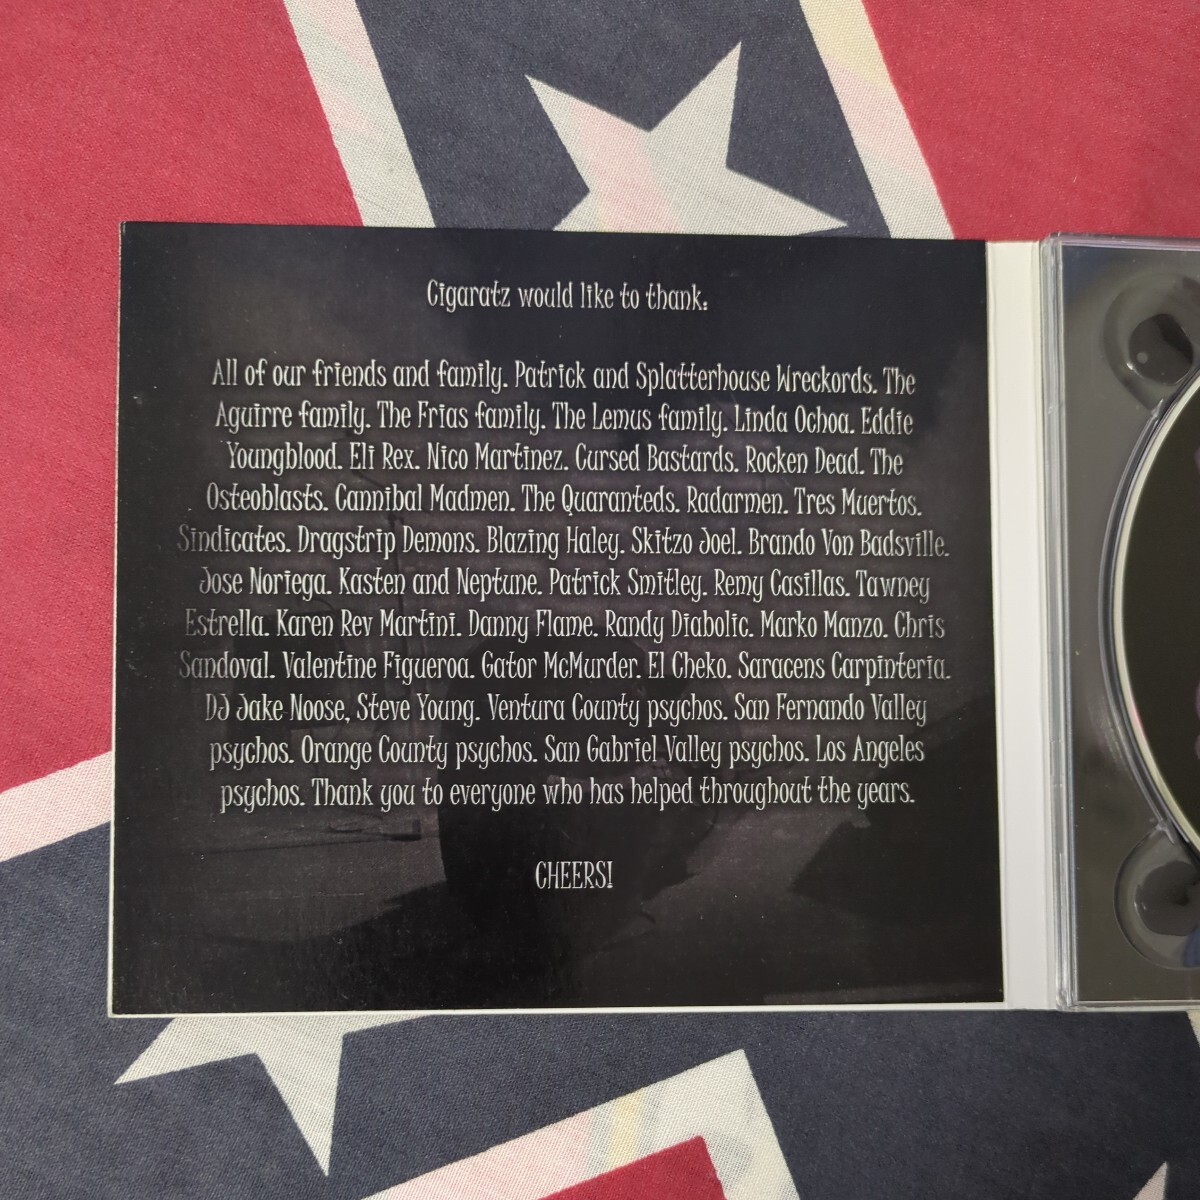 Cigaratz would like to thank:
All of our friends and family. Patrick and Splatterhouse Wreckords. The
Aguirre family. The Frias family. The Lemus family. Linda Ochoa. Eddie
Youngblood. Eli Rex. Nico Martinez. Cursed Bastards. Rocken Dead. The
Osteoblasts. Cannibal Madmen. The Quaranteds. Radarmen. Tres Muertos.
Sindicates. Dragstrip Demons. Blazing Haley. Skitzo Joel. Brando Von Badsville.
Jose Noriega. Kasten and Neptune. Patrick Smitley. Remy Casillas. Tawney
Estrella. Karen Rev Martini. Danny Flame. Randy Diabolic. Marko Manzo. Chris
Sandoval. Valentine Figueroa. Gator McMurder. El Cheko. Saracens Carpinteria.
DJ Jake Noose, Steve Young. Ventura County psychos. San Fernando Valley
psychos. Orange County psychos. San Gabriel Valley psychos. Los Angeles
psychos. Thank you to everyone who has helped throughout the years.
CHEERS!